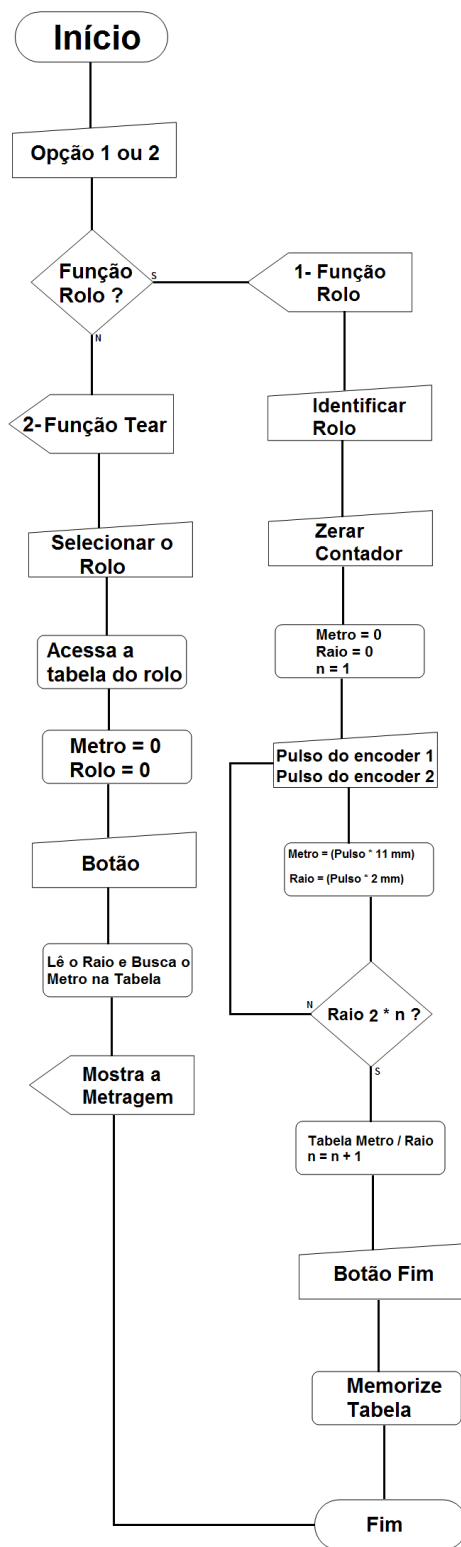 Início
Opção 1 ou 2
Função
Rolo ?
S
N
1- Função
Rolo
2-Função Tear
Identificar
Rolo
Selecionar o
Rolo
Zerar
Contador
Acessa a
tabela do rolo
Metro = 0
Raio = 0
n = 1
Metro = 0
Rolo = 0
Pulso do encoder 1
Pulso do encoder 2
Botão
Metro = (Pulso * 11 mm)
Raio = (Pulso * 2 mm)
Lê o Raio e Busca o
Metro na Tabela
N
Raio 2 * n ?
S
Mostra a
Metragem
Tabela Metro / Raio
n = n + 1
Botão Fim
Memorize
Tabela
Fim